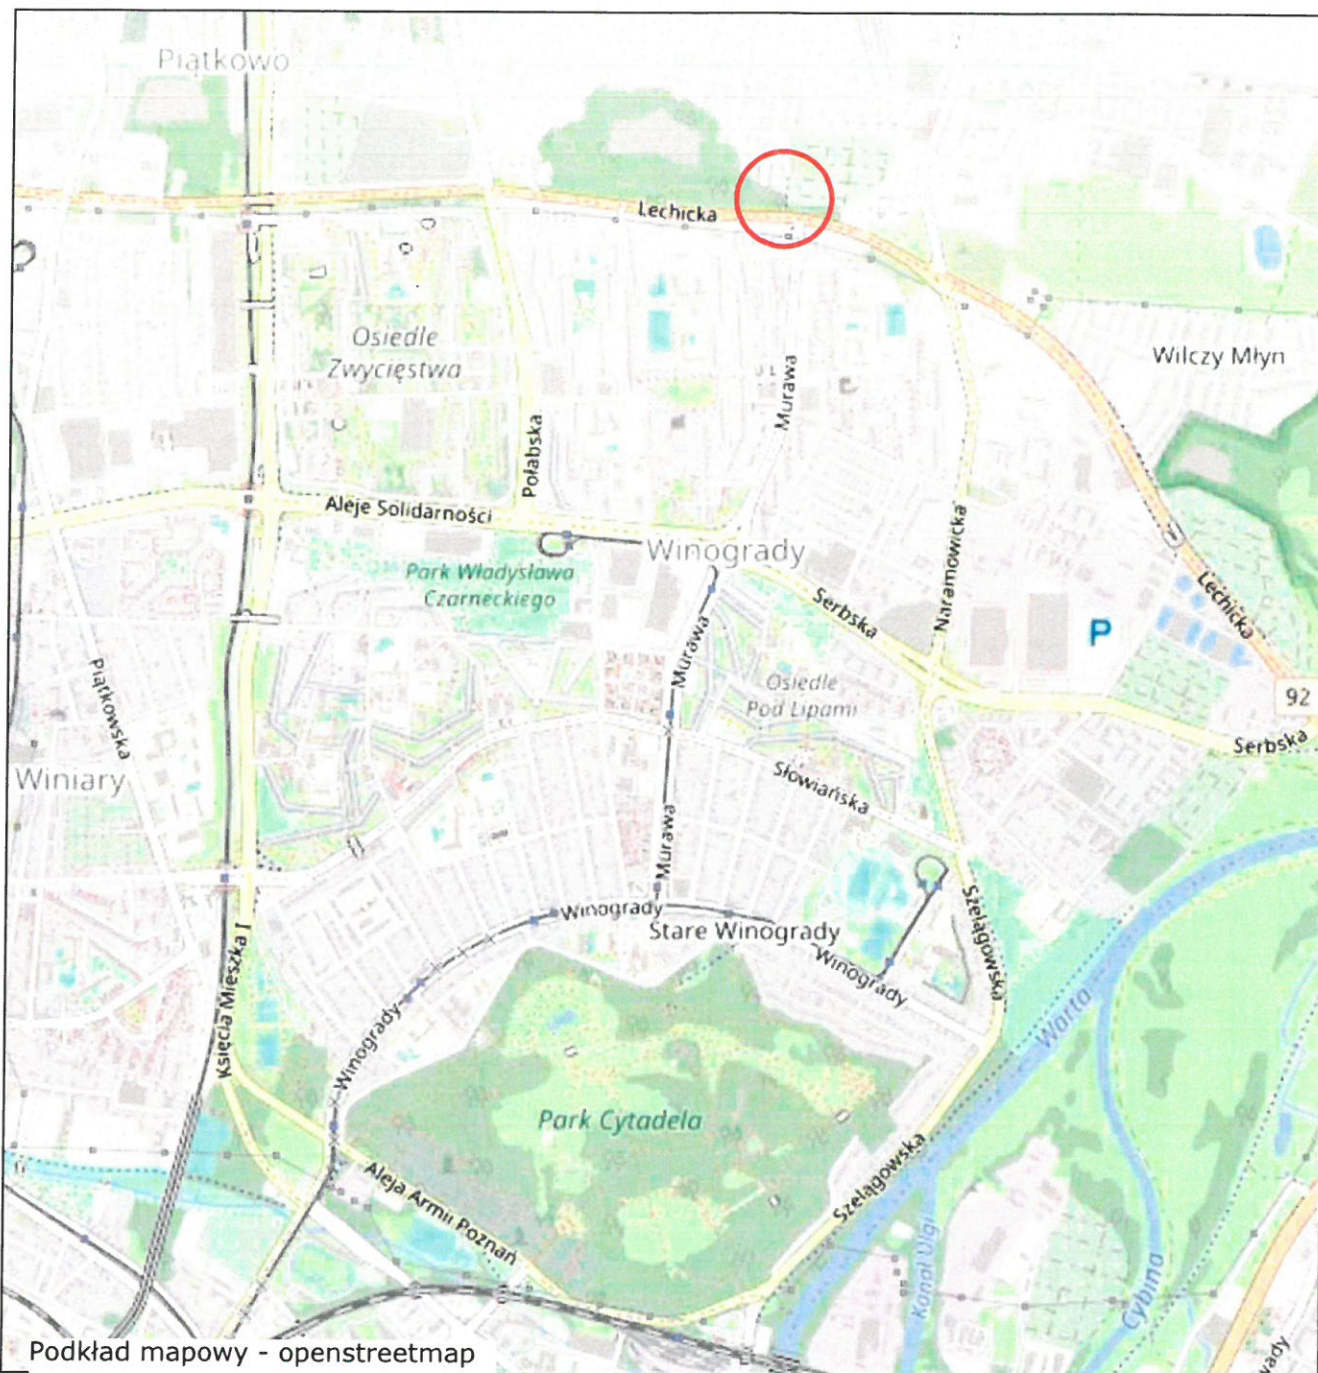 Piątkowo
Lechicka
Osiedle
Zwycięstwa
Murawa
Wilczy Młyn
Połabska
Aleje Solidarności
Winogrady
Naramowicka
Park Władysława
Czarneckiego
Serbska
P
Lechicka
Murawa
Piątkowska
Osiedle
Pod Lipami
92
Serbska
Winiary
Słowiańska
Murawa
Winogrady
Stare Winogrady
Szelągowska
Winogrady
Księcia Mieszka I
Warta
Winogrady
Park Cytadela
Aleja Armii Poznań
Szelągowska
Kanał Ulgi
Cybina
Podkład mapowy - openstreetmap